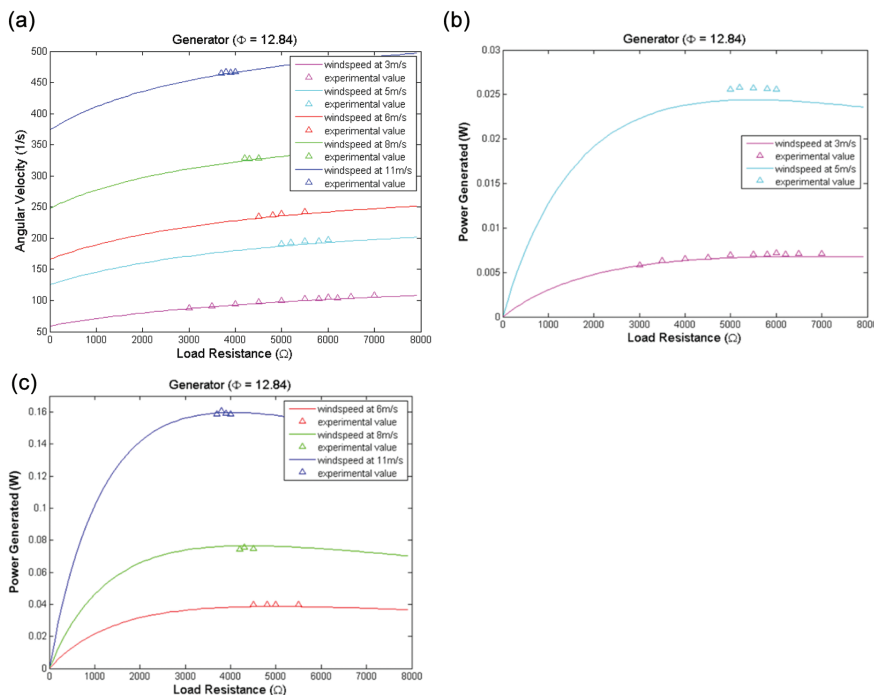 (a)
Generator (Φ = 12.84)
500
450
400
350
300
250
200
150
100
50
0 1000 2000 3000 4000 5000 6000 7000 8000
Angular Velocity (1/s)
Load Resistance (Ω)
windspeed at 3m/s
experimental value
windspeed at 5m/s
experimental value
windspeed at 6m/s
experimental value
windspeed at 8m/s
experimental value
windspeed at 11m/s
experimental value
(b)
Generator (Φ = 12.84)
0.03
0.025
0.02
0.015
0.01
0.005
0
0 1000 2000 3000 4000 5000 6000 7000 8000
Power Generated (W)
Load Resistance (Ω)
windspeed at 3m/s
experimental value
windspeed at 5m/s
experimental value
(c)
Generator (Φ = 12.84)
0.16
0.14
0.12
0.1
0.08
0.06
0.04
0.02
0
0 1000 2000 3000 4000 5000 6000 7000 8000
Power Generated (W)
Load Resistance (Ω)
windspeed at 6m/s
experimental value
windspeed at 8m/s
experimental value
windspeed at 11m/s
experimental value